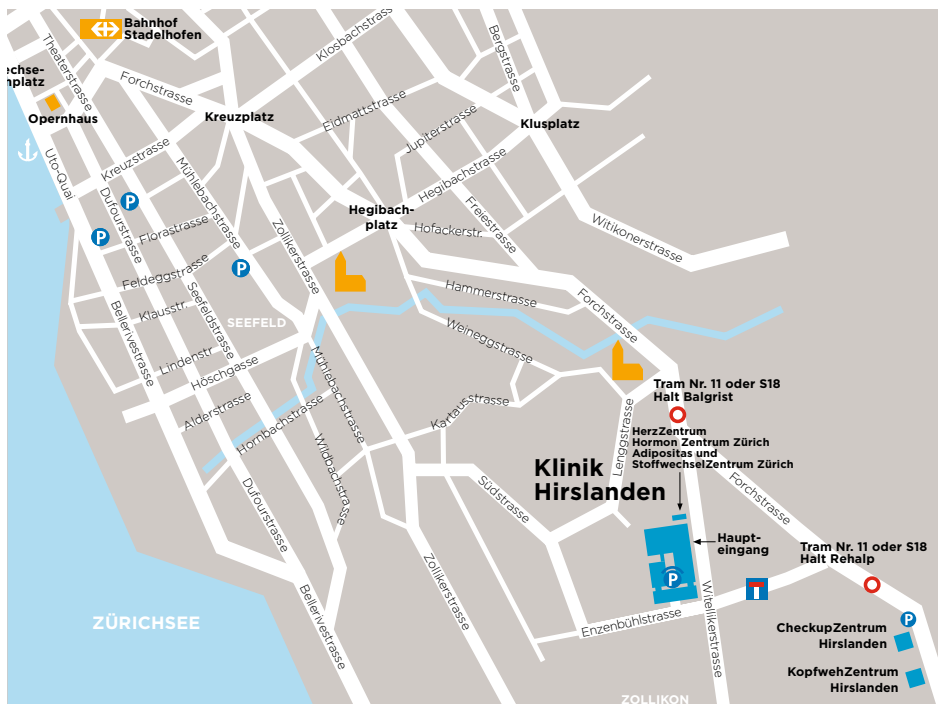 Bahnhof
Stadelhofen
echse-
nplatz
Theaterstrasse
Opernhaus
Forchstrasse
Klosbachstrasse
Bergstrasse
Kreuzplatz
Eidmattstrasse
Jupiterstrasse
Klusplatz
Uto-Quai
Kreuzstrasse
Mühlebachstrasse
Hegibachstrasse
Dufourstrasse
P
P
P
Florastrasse
Zollikerstrasse
Hegibach-
platz
Freiestrasse
Hofackerstr.
Witikonerstrasse
Feldeggstrasse
Klausstr.
Seefeldstrasse
Bellerivestrasse
SEEFELD
Hammerstrasse
Forchstrasse
Weineggstrasse
Lindenstr.
Höschgasse
Mühlebachstrasse
Alderstrasse
Hornbachstrasse
Wildbachstrasse
Kartausstrasse
Lenggstrasse
Tram Nr. 11 oder S18
Halt Balgrist
HerzZentrum
Hormon Zentrum Zürich
Adipositas und
StoffwechselZentrum Zürich
Klinik
Hirslanden
Südstrasse
Forchstrasse
Dufourstrasse
Haupt-
eingang
Tram Nr. 11 oder S18
Halt Rehalp
P
Zollikerstrasse
Bellerivestrasse
Witellikerstrasse
Enzenbühlstrasse
ZÜRICHSEE
P
CheckupZentrum
Hirslanden
KopfwehZentrum
Hirslanden
ZOLLIKON